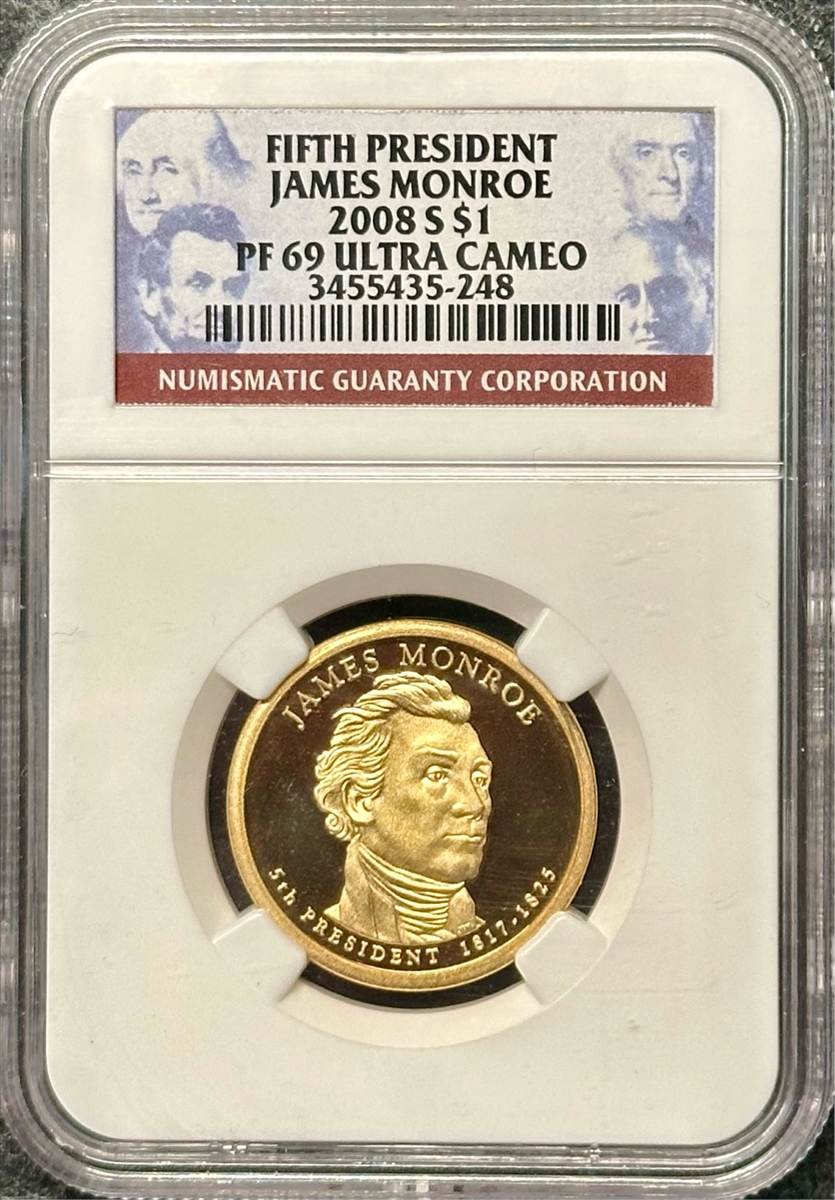 FIFTH PRESIDENT
JAMES MONROE
2008 S $1
PF 69 ULTRA CAMEO
3455435-248
NUMISMATIC GUARANTY CORPORATION
JAMES MONROE
5th PRESIDENT 1817-1825